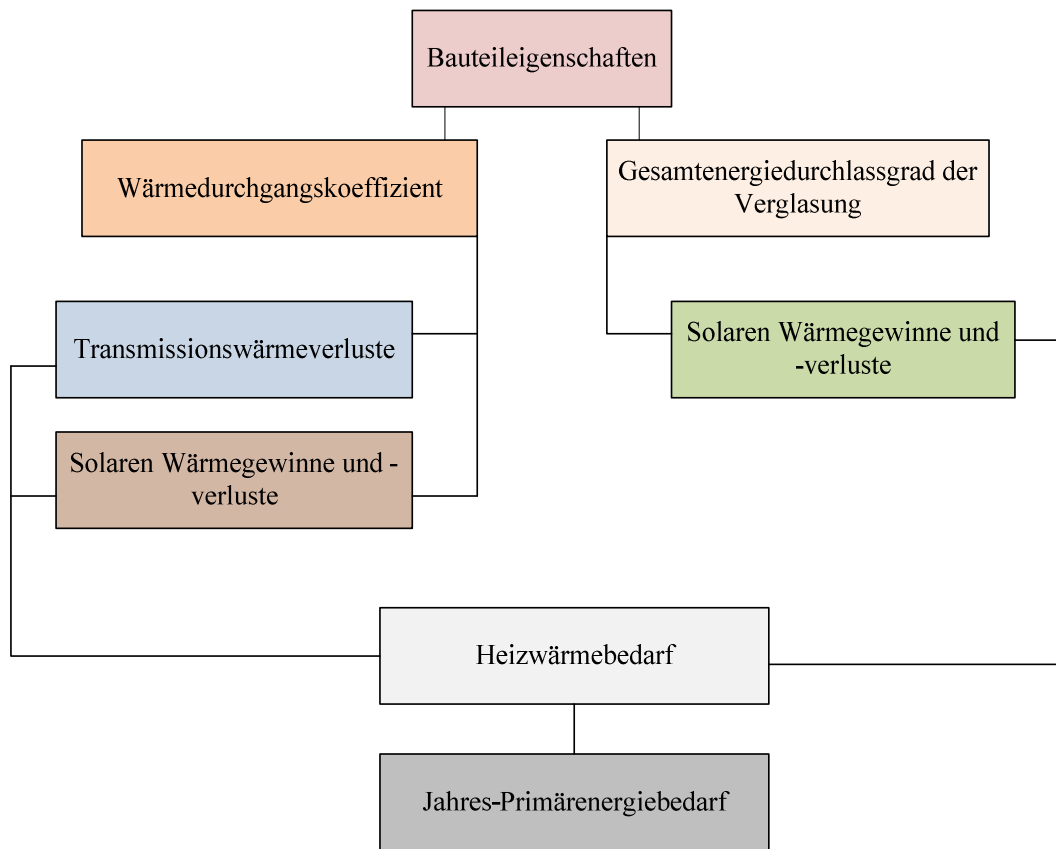 Bauteileigenschaften
Wärmedurchgangskoeffizient
Gesamtenergiedurchlassgrad der
Verglasung
Transmissionswärmeverluste
Solaren Wärmegewinne und
-verluste
Solaren Wärmegewinne und -
verluste
Heizwärmebedarf
Jahres-Primärenergiebedarf